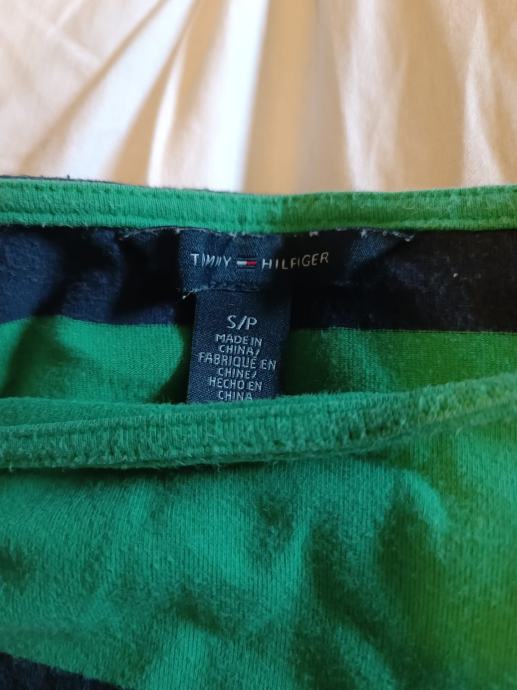 TOMMY HILFIGER
S/P
MADE IN
CHINA/
FABRIQUÉ EN
CHINE/
HECHO EN
CHINA